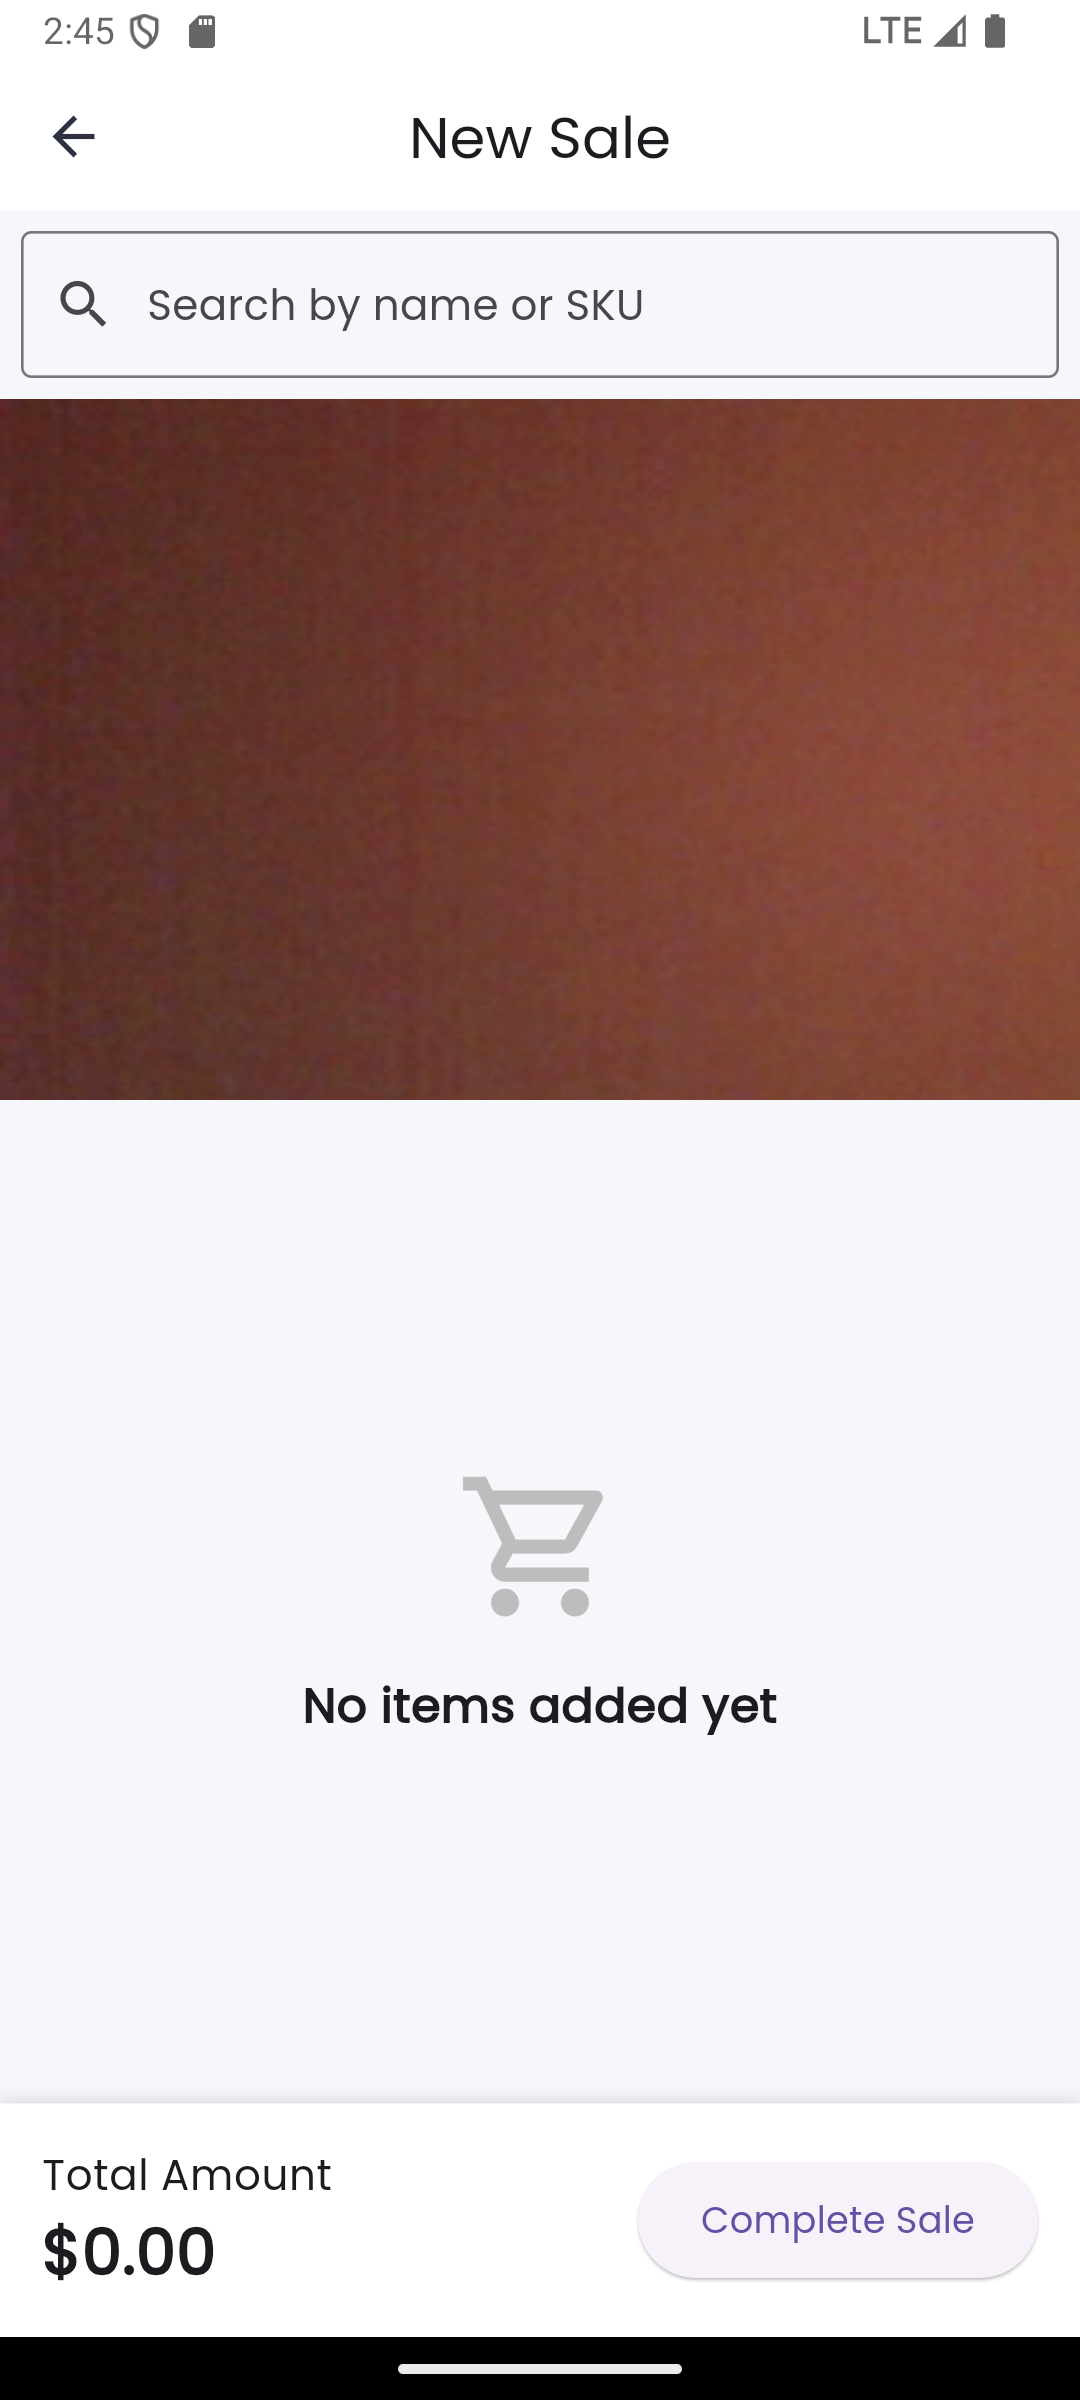 2:45 LTE
New Sale
Search by name or SKU
No items added yet
Total Amount
$0.00
Complete Sale